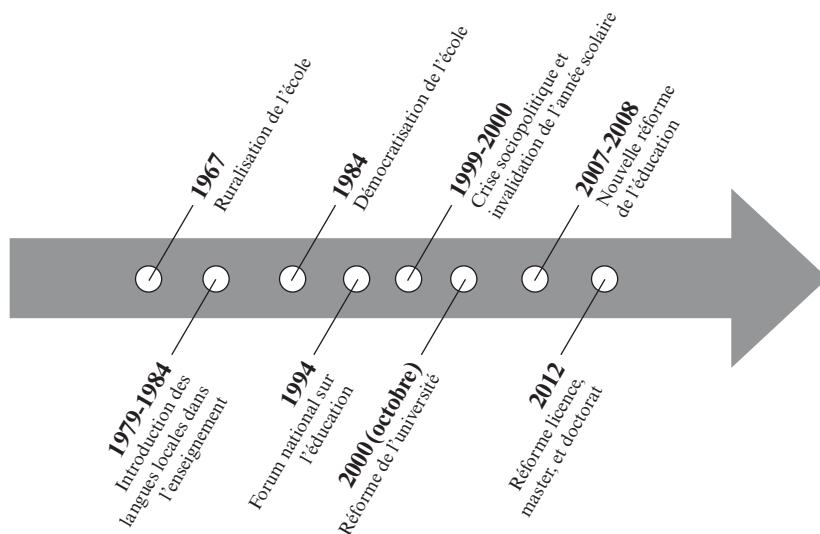 1967
Ruralisation de l'école
1979-1984
Introduction des
langues locales dans
l'enseignement
1984
Démocratisation de l'école
1994
Forum national sur
l'éducation
1999-2000
Crise sociopolitique et
invalidation de l'année scolaire
2000 (octobre)
Réforme de l'université
2007-2008
Nouvelle réforme
de l'éducation
2012
Réforme licence,
master, et doctorat